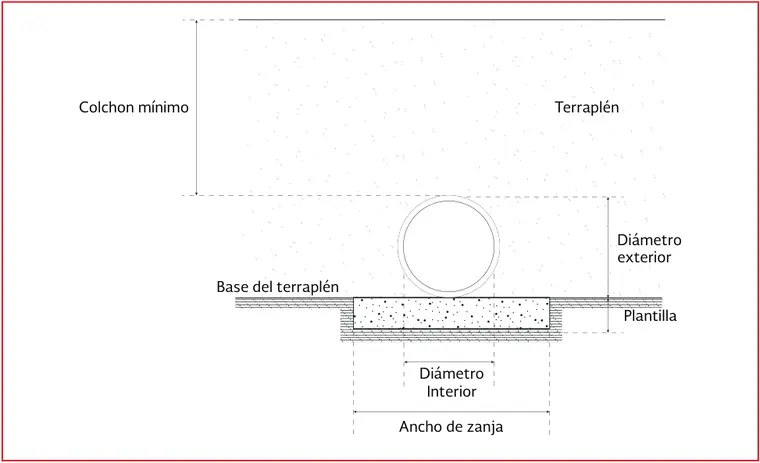 Colchon mínimo
Terraplén
Diámetro
exterior
Base del terraplén
Plantilla
Diámetro
Interior
Ancho de zanja